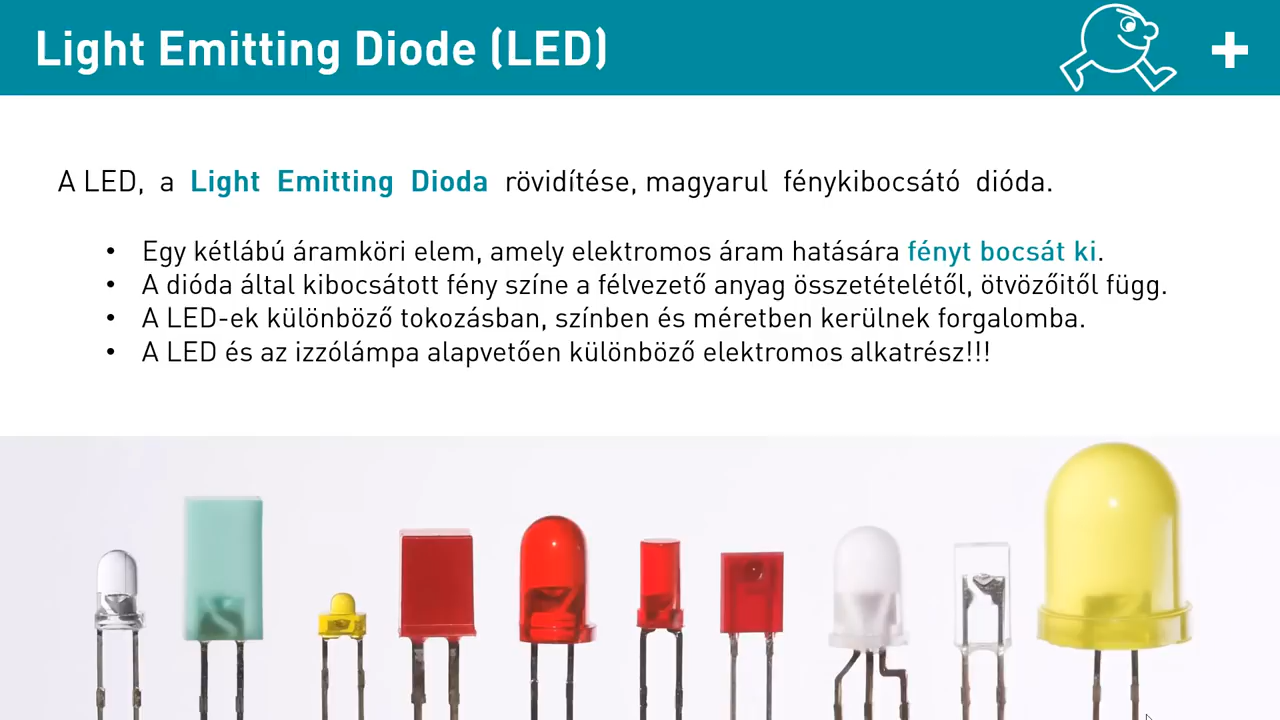 Light Emitting Diode (LED)
A LED, a Light Emitting Dioda rövidítése, magyarul fénykibocsátó dióda.
• Egy kétlábú áramköri elem, amely elektromos áram hatására fényt bocsát ki.
• A dióda által kibocsátott fény színe a félvezető anyag összetételétől, ötvözőitől függ.
• A LED-ek különböző tokozásban, színben és méretben kerülnek forgalomba.
• A LED és az izzólámpa alapvetően különböző elektromos alkatrész!!!